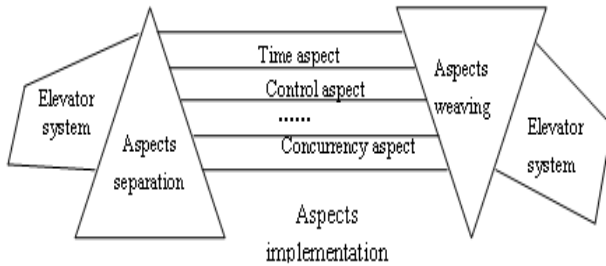 Elevator
system
Aspects
separation
Time aspect
Control aspect
......
Concurrency aspect
Aspects
implementation
Aspects
weaving
Elevator
system